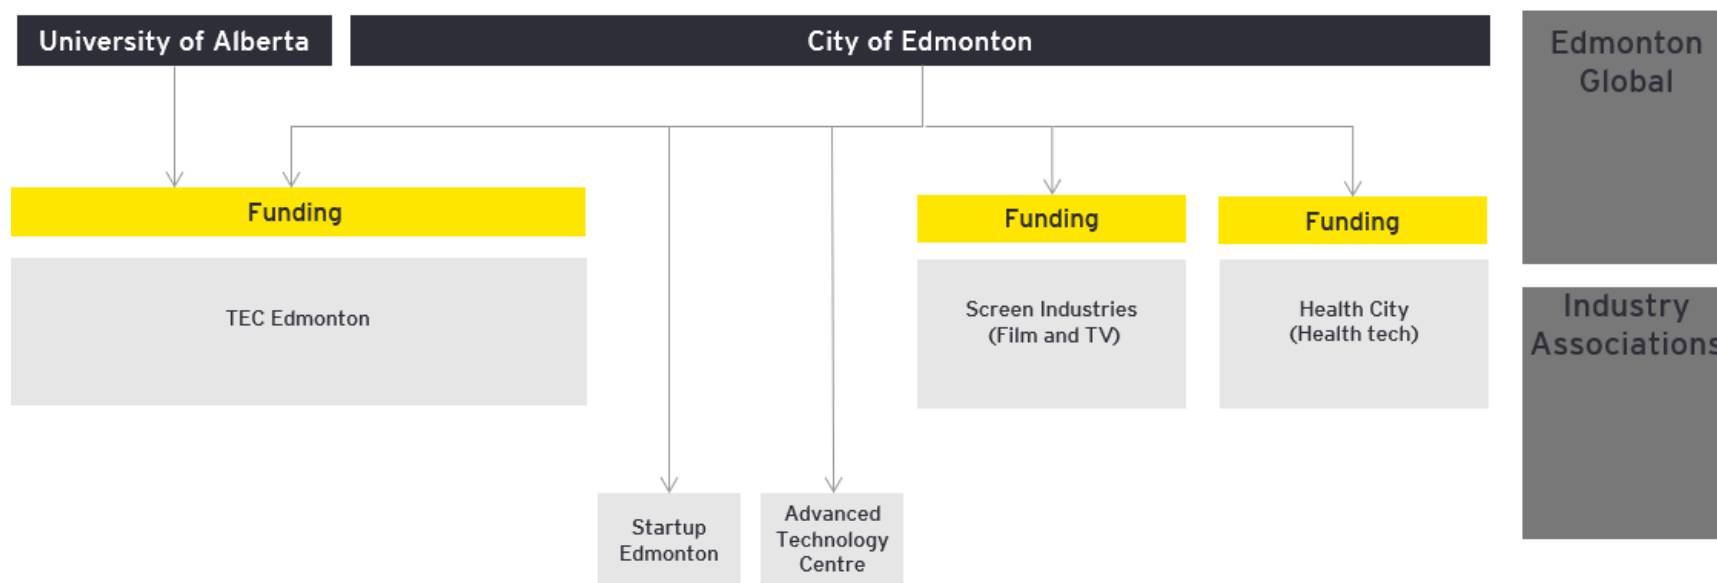 University of Alberta
City of Edmonton
Edmonton
Global
Funding
Funding
Funding
TEC Edmonton
Screen Industries
(Film and TV)
Health City
(Health tech)
Industry
Associations
Startup
Edmonton
Advanced
Technology
Centre